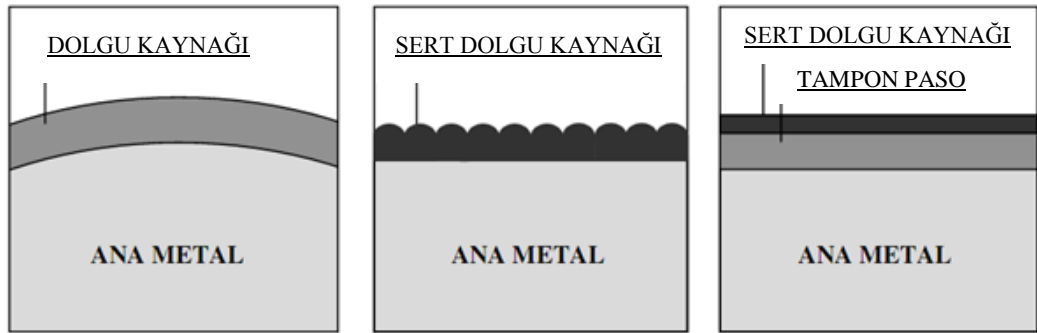 DOLGU KAYNAĞI
ANA METAL
SERT DOLGU KAYNAĞI
ANA METAL
SERT DOLGU KAYNAĞI
TAMPON PASO
ANA METAL